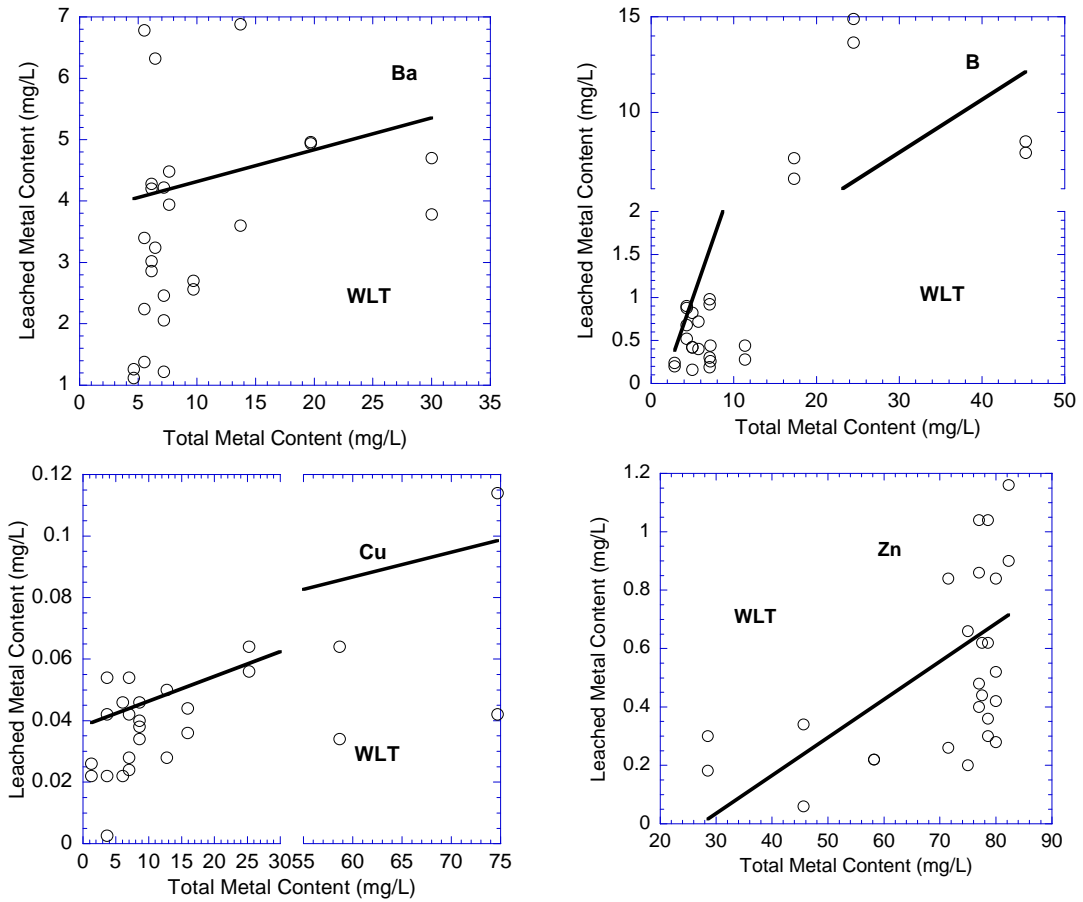 7
6
5
4
3
2
1
Leached Metal Content (mg/L)
Ba
WLT
0 5 10 15 20 25 30 35
Total Metal Content (mg/L)
15
10
2
1.5
1
0.5
0
Leached Metal Content (mg/L)
B
WLT
0 10 20 30 40 50
Total Metal Content (mg/L)
0.12
0.1
0.08
0.06
0.04
0.02
0
Leached Metal Content (mg/L)
Cu
WLT
0 5 10 15 20 25 30 55 60 65 70 75
Total Metal Content (mg/L)
1.2
1
0.8
0.6
0.4
0.2
0
Leached Metal Content (mg/L)
Zn
WLT
20 30 40 50 60 70 80 90
Total Metal Content (mg/L)